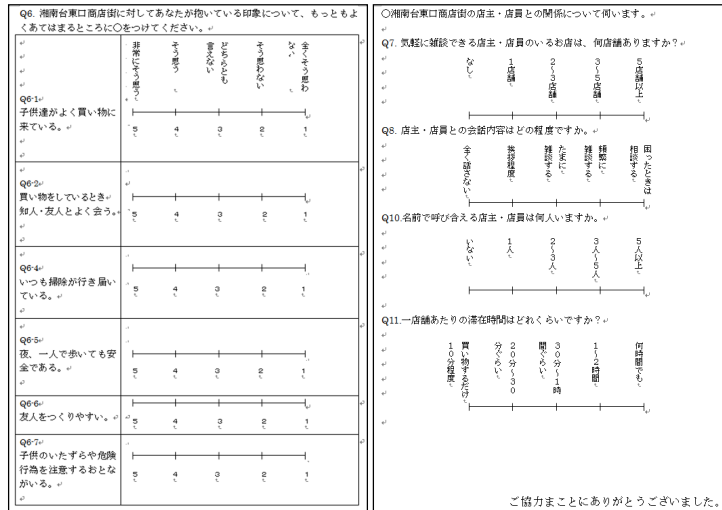 Q6. 湘南台東口商店街に対してあなたが抱いている印象について、もっともよ
くあてはまるところに〇をつけてください。
非常にそう思う
そう思う
どちらとも
言えない
そう思わない
全くそう思わ
ない
Q6-1
子供達がよく買い物に
来ている。
5 4 3 2 1
Q6-2
買い物をしているとき
知人・友人とよく会う。
5 4 3 2 1
Q6-4
いつも掃除が行き届い
ている。
5 4 3 2 1
Q6-5
夜、一人で歩いても安
全である。
5 4 3 2 1
Q6-6
友人をつくりやすい。
5 4 3 2 1
Q6-7
子供のいたずらや危険
行為を注意するおとな
がいる。
5 4 3 2 1
〇湘南台東口商店街の店主・店員との関係について伺います。
Q7. 気軽に雑談できる店主・店員のいるお店は、何店舗ありますか?
なし
1店舗
2~3店舗
3~5店舗
5店舗以上
Q8. 店主・店員との会話内容はどの程度ですか。
全く話さない
挨拶程度
たまに
雑談する
頻繁に
雑談する
困ったときは
相談する
Q10.名前で呼び合える店主・店員は何人いますか。
いない
1人
2~3人
3人~5人
5人以上
Q11.一店舗あたりの滞在時間はどれくらいですか?
買い物するだけ
10分程度
20分~30
分ぐらい
30分~1時
間ぐらい
1~2時間
何時間でも
ご協力まことにありがとうございました。